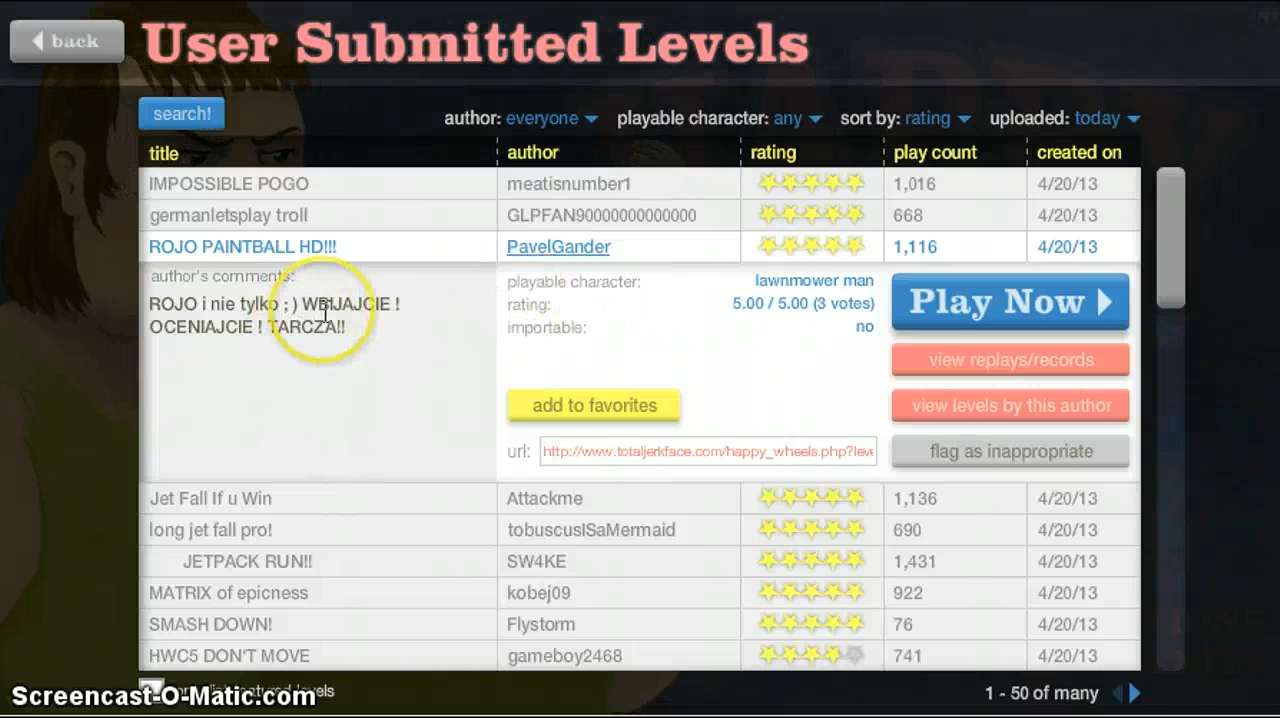 back
User Submitted Levels
search!
author: everyone playable character: any sort by: rating uploaded: today
title author rating play count created on
IMPOSSIBLE POGO meatisnumber1 1,016 4/20/13
germanletsplay troll GLPFAN90000000000000 668 4/20/13
ROJO PAINTBALL HD!!! PavelGander 1,116 4/20/13
author's comments:
ROJO i nie tylko ; ) WBIJAJCIE !
OCENIAJCIE ! TARCZA!!
playable character: lawnmower man
rating: 5.00 / 5.00 (3 votes)
importable: no
Play Now
view replays/records
add to favorites
view levels by this author
url: http://www.totaljerkface.com/happy_wheels.php?leve
flag as inappropriate
Jet Fall If u Win Attackme 1,136 4/20/13
long jet fall pro! tobuscusISaMermaid 690 4/20/13
JETPACK RUN!! SW4KE 1,431 4/20/13
MATRIX of epicness kobej09 922 4/20/13
SMASH DOWN! Flystorm 76 4/20/13
HWC5 DON'T MOVE gameboy2468 741 4/20/13
levels
1 - 50 of many
Screencast-O-Matic.com